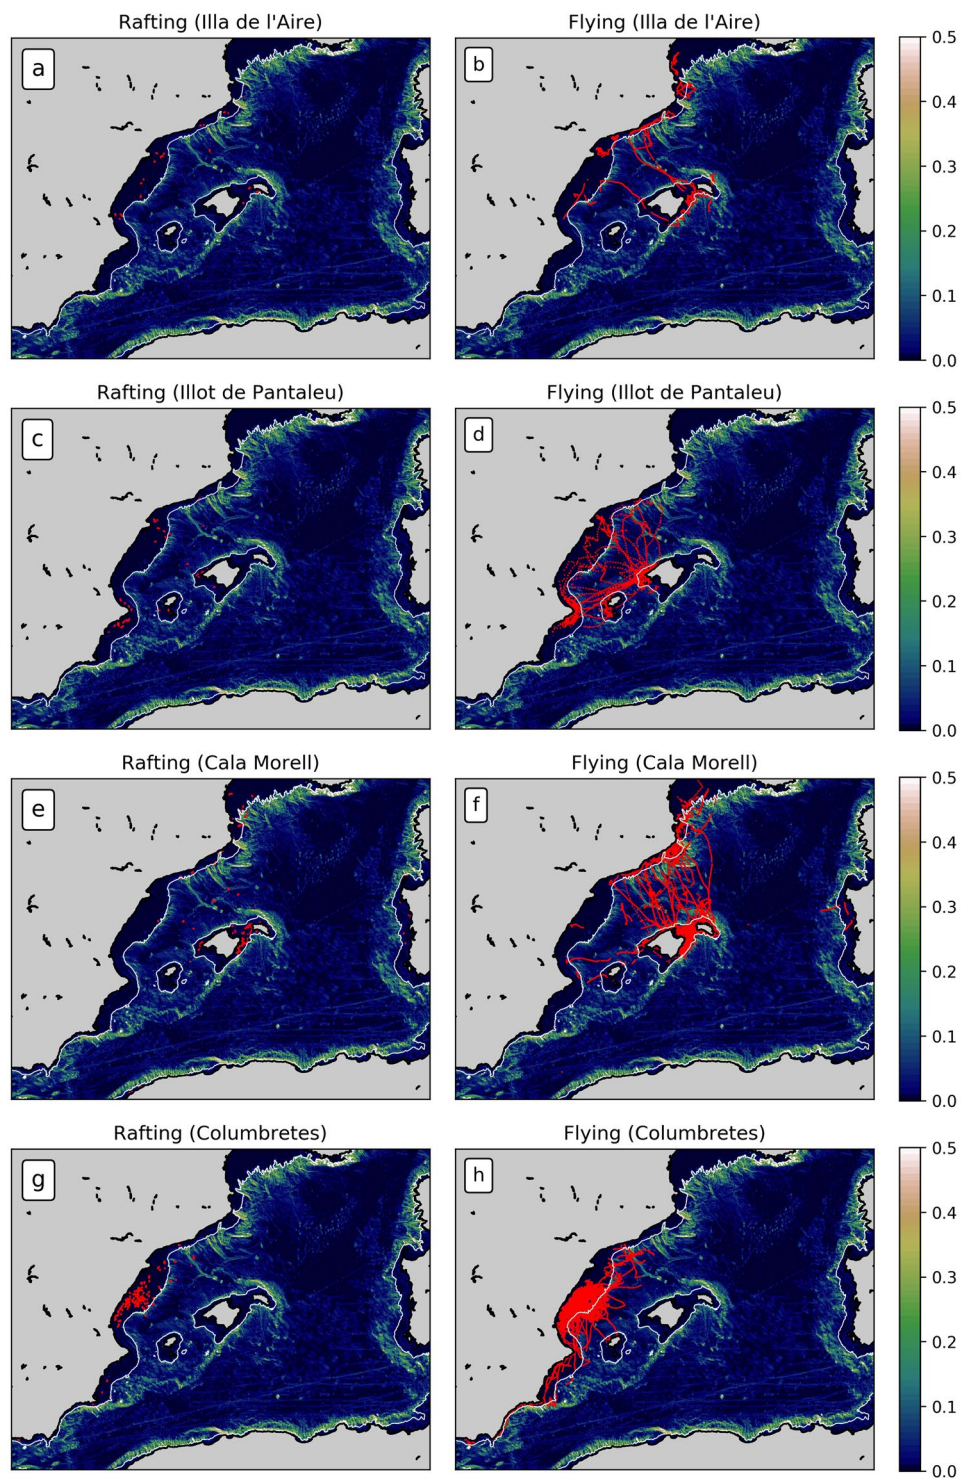 Rafting (Illa de l'Aire)
Flying (Illa de l'Aire)
a
b
0.5
0.4
0.3
0.2
0.1
0.0
Rafting (Illot de Pantaleu)
Flying (Illot de Pantaleu)
c
d
0.5
0.4
0.3
0.2
0.1
0.0
Rafting (Cala Morell)
Flying (Cala Morell)
e
f
0.5
0.4
0.3
0.2
0.1
0.0
Rafting (Columbretes)
Flying (Columbretes)
g
h
0.5
0.4
0.3
0.2
0.1
0.0